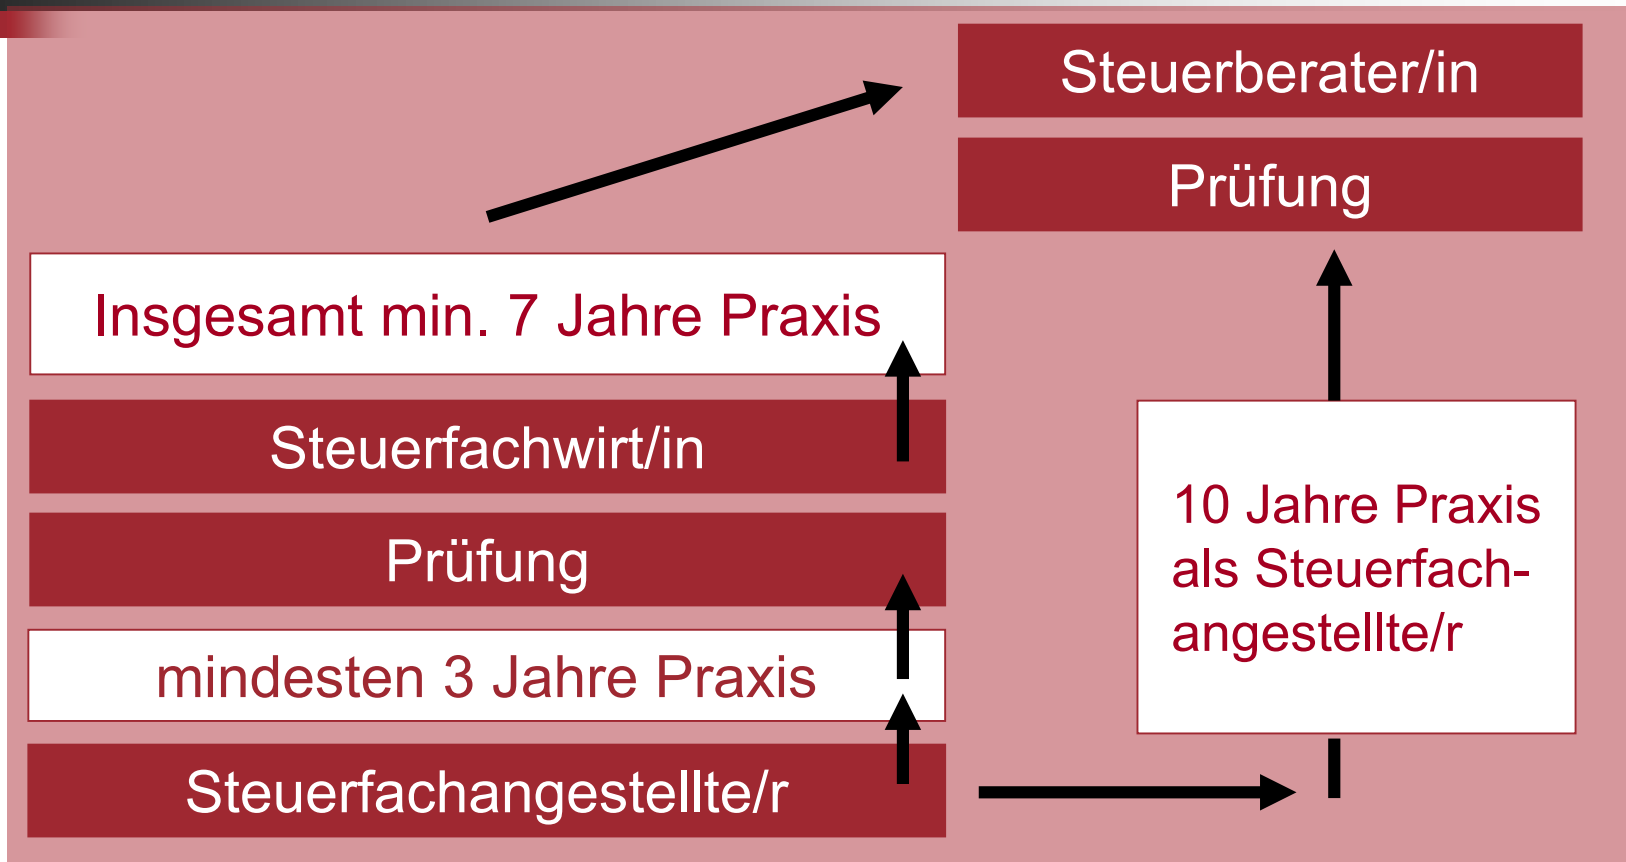 Steuerberater/in
Prüfung
Insgesamt min. 7 Jahre Praxis
Steuerfachwirt/in
Prüfung
mindesten 3 Jahre Praxis
Steuerfachangestellte/r
10 Jahre Praxis
als Steuerfach-
angestellte/r